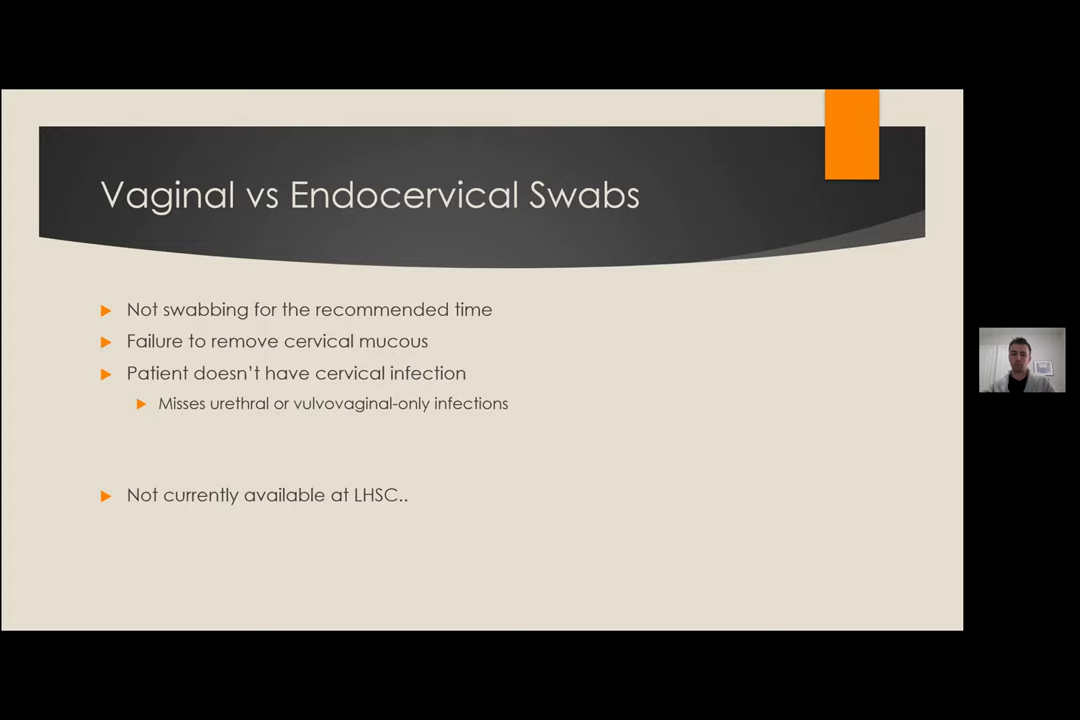 Vaginal vs Endocervical Swabs
Not swabbing for the recommended time
Failure to remove cervical mucous
Patient doesn't have cervical infection
Misses urethral or vulvovaginal-only infections
Not currently available at LHSC..